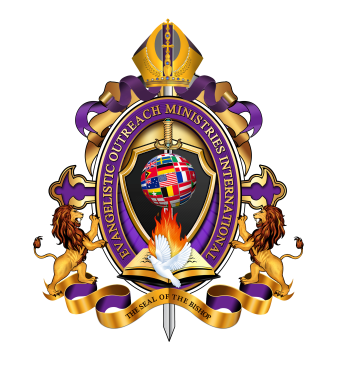 EVANGELISTIC OUTREACH MINISTRIES INTERNATIONAL
THE SEAL OF THE BISHOP